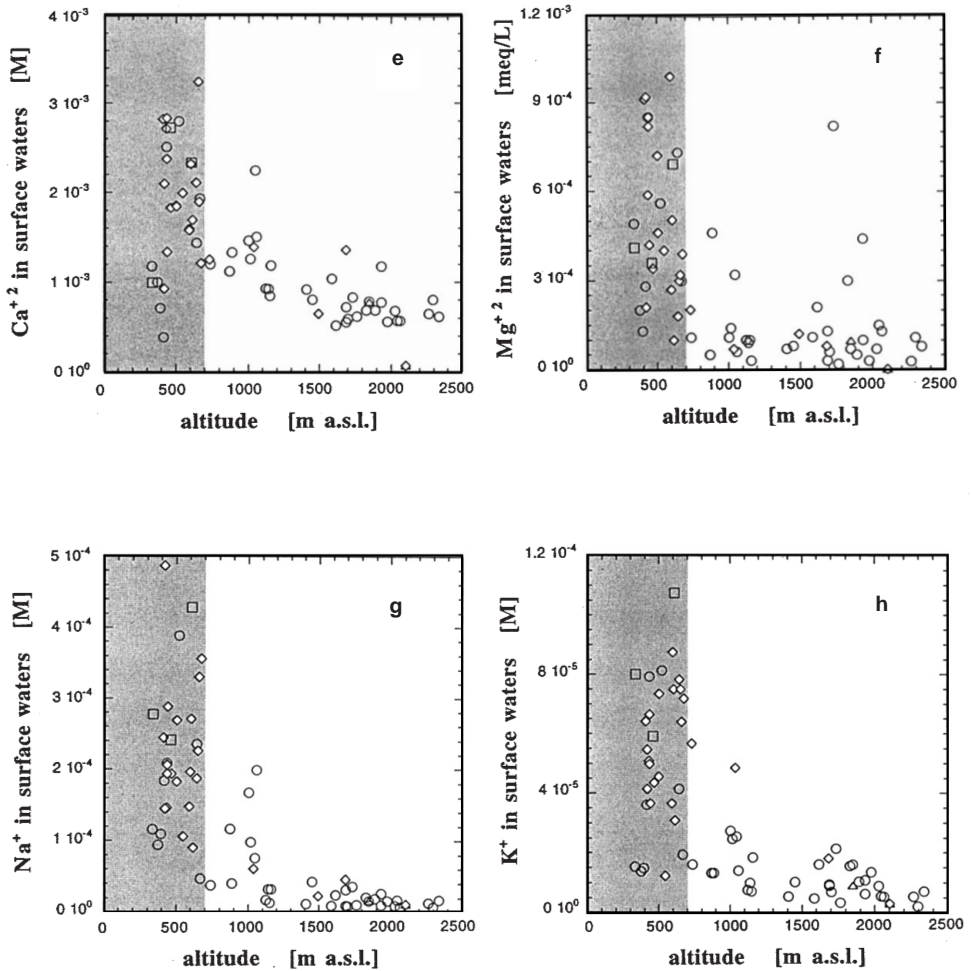 4 10⁻³
3 10⁻³
2 10⁻³
1 10⁻³
0 10⁰
Ca⁺² in surface waters [M]
e
0 500 1000 1500 2000 2500
altitude [m a.s.l.]
1.2 10⁻³
9 10⁻⁴
6 10⁻⁴
3 10⁻⁴
0 10⁰
Mg⁺² in surface waters [meq/L]
f
0 500 1000 1500 2000 2500
altitude [m a.s.l.]
5 10⁻⁴
4 10⁻⁴
3 10⁻⁴
2 10⁻⁴
1 10⁻⁴
0 10⁰
Na⁺ in surface waters [M]
g
0 500 1000 1500 2000 2500
altitude [m a.s.l.]
1.2 10⁻⁴
8 10⁻⁵
4 10⁻⁵
0 10⁰
K⁺ in surface waters [M]
h
0 500 1000 1500 2000 2500
altitude [m a.s.l.]